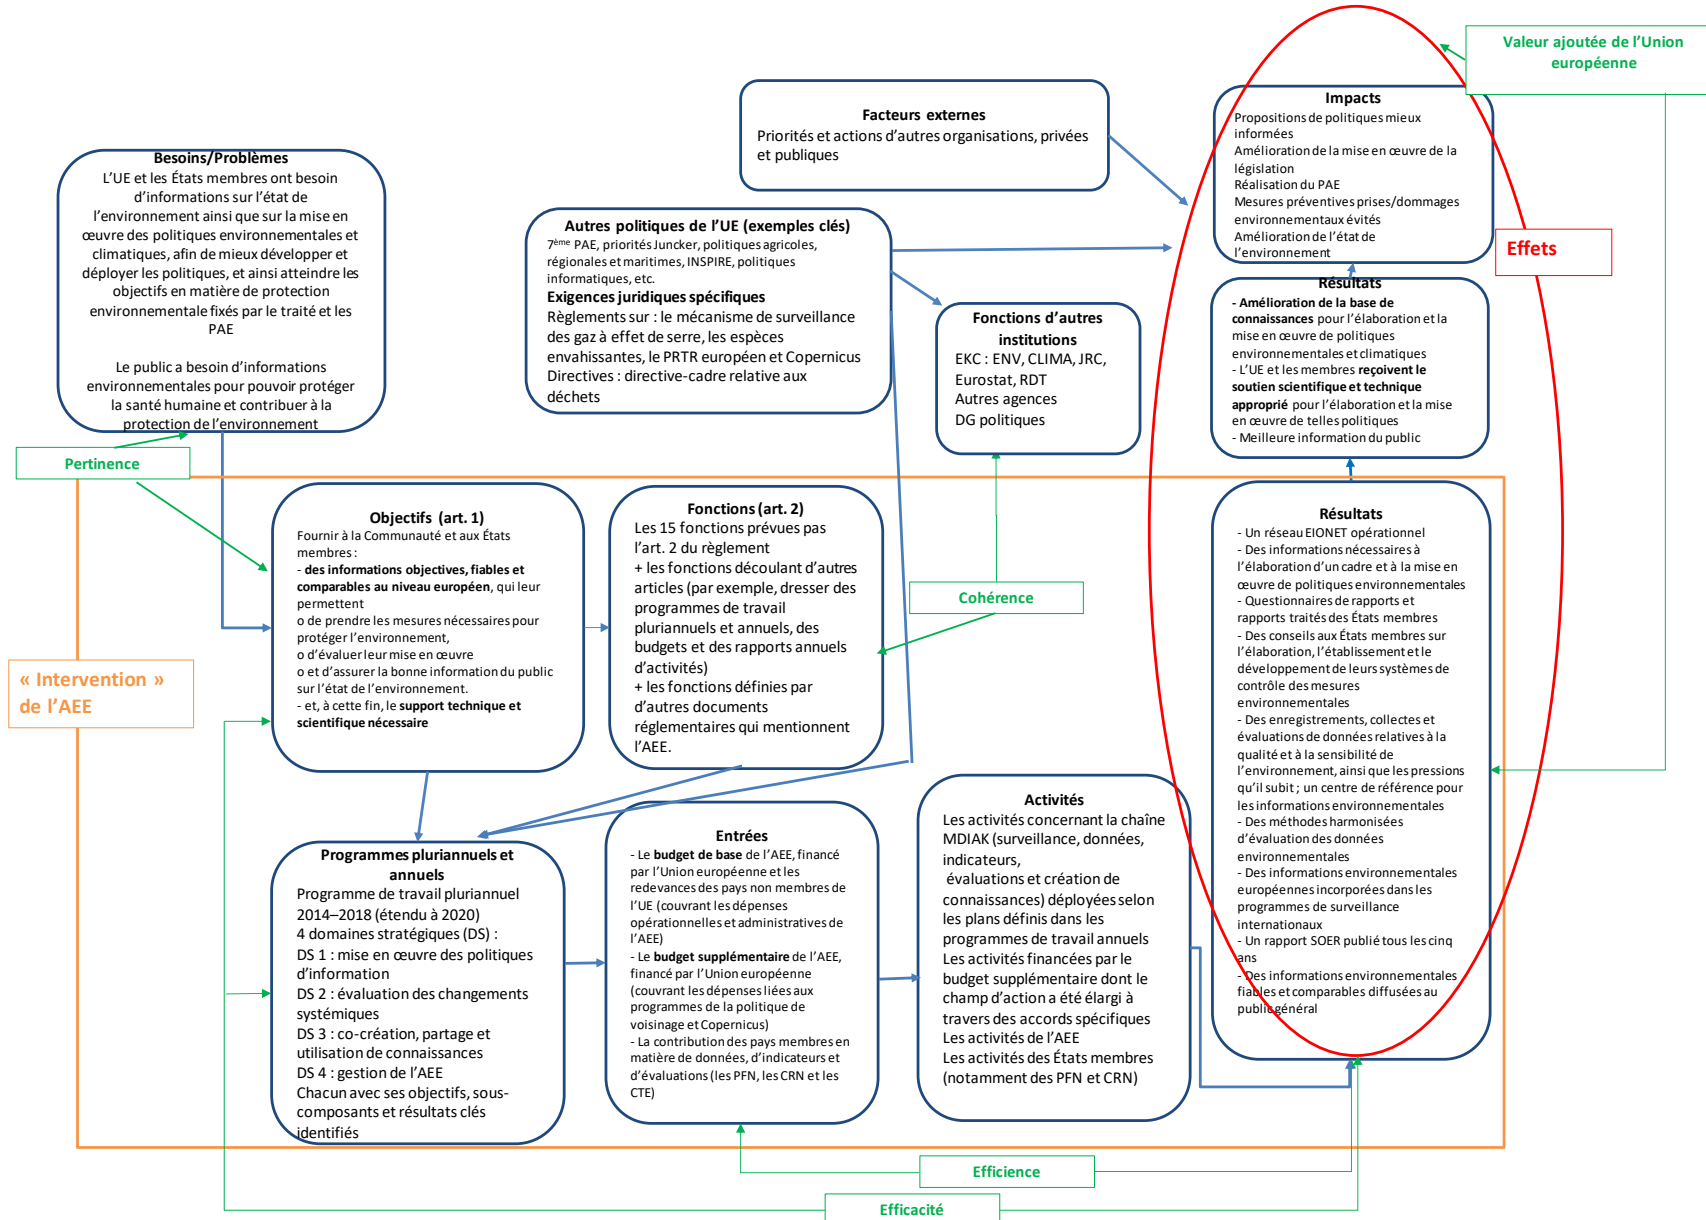 Valeur ajoutée de l'Union
européenne
Facteurs externes
Priorités et actions d'autres organisations, privées
et publiques
Impacts
Propositions de politiques mieux
informées
Amélioration de la mise en œuvre de la
législation
Réalisation du PAE
Mesures préventives prises/dommages
environnementaux évités
Amélioration de l'état de
l'environnement
Effets
Besoins/Problèmes
L'UE et les États membres ont besoin
d'informations sur l'état de
l'environnement ainsi que sur la mise en
œuvre des politiques environnementales et
climatiques, afin de mieux développer et
déployer les politiques, et ainsi atteindre les
objectifs en matière de protection
environnementale fixés par le traité et les
PAE
Le public a besoin d'informations
environnementales pour pouvoir protéger
la santé humaine et contribuer à la
protection de l'environnement
Autres politiques de l'UE (exemples clés)
7ème PAE, priorités Juncker, politiques agricoles,
régionales et maritimes, INSPIRE, politiques
informatiques, etc.
Exigences juridiques spécifiques
Règlements sur : le mécanisme de surveillance
des gaz à effet de serre, les espèces
envahissantes, le PRTR européen et Copernicus
Directives : directive-cadre relative aux
déchets
Fonctions d'autres
institutions
EKC : ENV, CLIMA, JRC,
Eurostat, RDT
Autres agences
DG politiques
Résultats
- Amélioration de la base de
connaissances pour l'élaboration et la
mise en œuvre de politiques
environnementales et climatiques
- L'UE et les membres reçoivent le
soutien scientifique et technique
approprié pour l'élaboration et la mise
en œuvre de telles politiques
- Meilleure information du public
Pertinence
Objectifs (art. 1)
Fournir à la Communauté et aux États
membres :
- des informations objectives, fiables et
comparables au niveau européen, qui leur
permettent
o de prendre les mesures nécessaires pour
protéger l'environnement,
o d'évaluer leur mise en œuvre
o et d'assurer la bonne information du public
sur l'état de l'environnement.
- et, à cette fin, le support technique et
scientifique nécessaire
Fonctions (art. 2)
Les 15 fonctions prévues pas
l'art. 2 du règlement
+ les fonctions découlant d'autres
articles (par exemple, dresser des
programmes de travail
pluriannuels et annuels, des
budgets et des rapports annuels
d'activités)
+ les fonctions définies par
d'autres documents
réglementaires qui mentionnent
l'AEE.
Cohérence
Résultats
- Un réseau EIONET opérationnel
- Des informations nécessaires à
l'élaboration d'un cadre et à la mise en
œuvre de politiques environnementales
- Questionnaires de rapports et
rapports traités des États membres
- Des conseils aux États membres sur
l'élaboration, l'établissement et le
développement de leurs systèmes de
contrôle des mesures
environnementales
- Des enregistrements, collectes et
évaluations de données relatives à la
qualité et à la sensibilité de
l'environnement, ainsi que les pressions
qu'il subit ; un centre de référence pour
les informations environnementales
- Des méthodes harmonisées
d'évaluation des données
environnementales
- Des informations environnementales
européennes incorporées dans les
programmes de surveillance
internationaux
- Un rapport SOER publié tous les cinq
ans
- Des informations environnementales
fiables et comparables diffusées au
public général
« Intervention »
de l'AEE
Programmes pluriannuels et
annuels
Programme de travail pluriannuel
2014–2018 (étendu à 2020)
4 domaines stratégiques (DS) :
DS 1 : mise en œuvre des politiques
d'information
DS 2 : évaluation des changements
systémiques
DS 3 : co-création, partage et
utilisation de connaissances
DS 4 : gestion de l'AEE
Chacun avec ses objectifs, sous-
composants et résultats clés
identifiés
Entrées
- Le budget de base de l'AEE, financé
par l'Union européenne et les
redevances des pays non membres de
l'UE (couvrant les dépenses
opérationnelles et administratives de
l'AEE)
- Le budget supplémentaire de l'AEE,
financé par l'Union européenne
(couvrant les dépenses liées aux
programmes de la politique de
voisinage et Copernicus)
- La contribution des pays membres en
matière de données, d'indicateurs et
d'évaluations (les PFN, les CRN et les
CTE)
Activités
Les activités concernant la chaîne
MDIAK (surveillance, données,
indicateurs,
évaluations et création de
connaissances) déployées selon
les plans définis dans les
programmes de travail annuels
Les activités financées par le
budget supplémentaire dont le
champ d'action a été élargi à
travers des accords spécifiques
Les activités de l'AEE
Les activités des États membres
(notamment des PFN et CRN)
Efficience
Efficacité